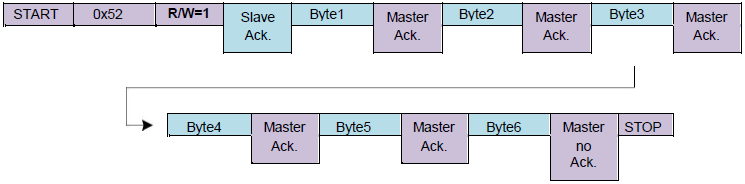 START 0x52 R/W=1 Slave Ack. Byte1 Master Ack. Byte2 Master Ack. Byte3 Master Ack.
Byte4 Master Ack. Byte5 Master Ack. Byte6 Master no Ack. STOP